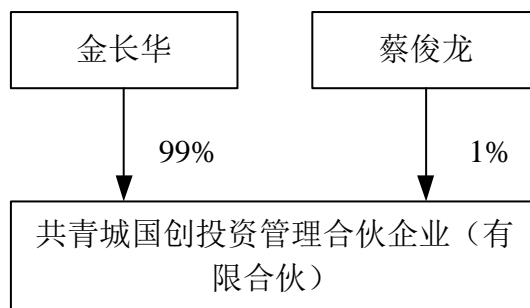 金长华
蔡俊龙
99%
1%
共青城国创投资管理合伙企业（有
限合伙）